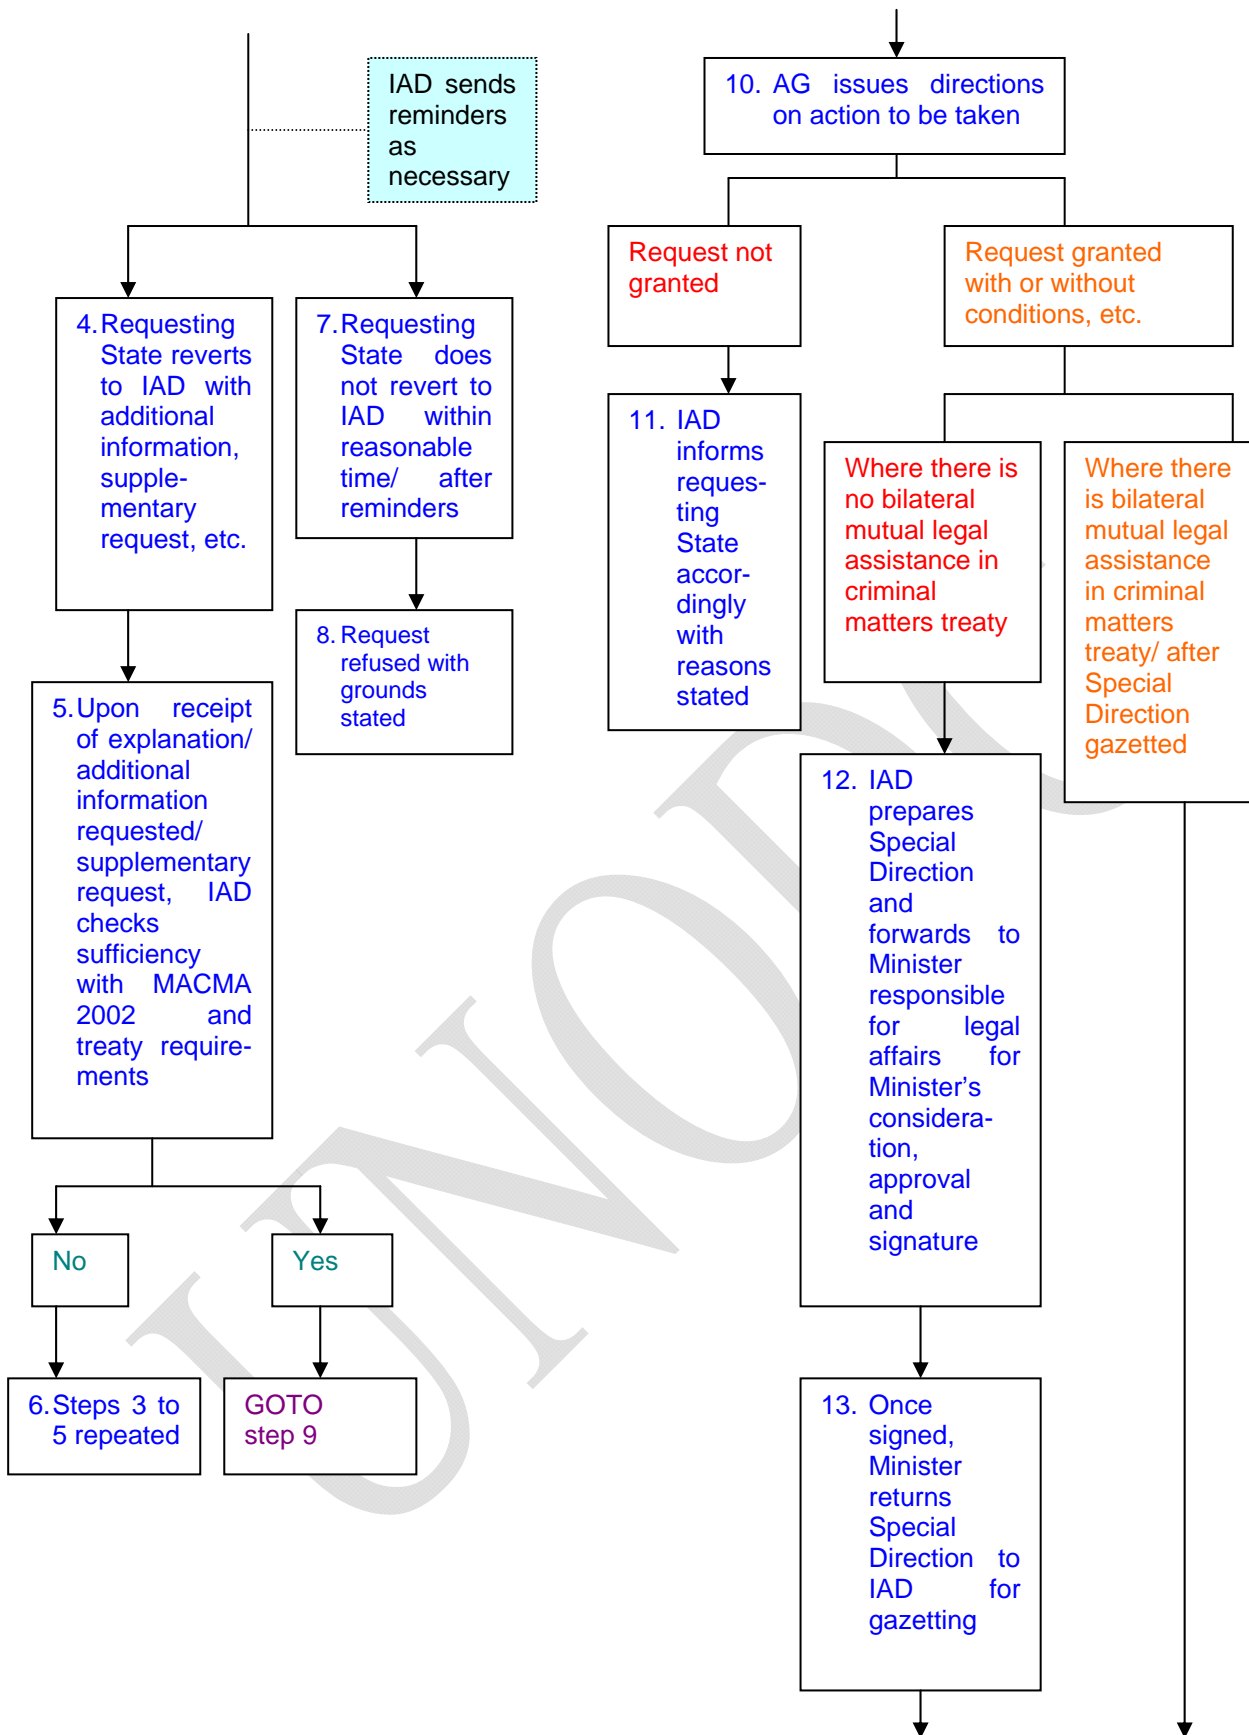 IAD sends
reminders
as
necessary
4. Requesting
State reverts
to IAD with
additional
information,
supple-
mentary
request, etc.
7. Requesting
State does
not revert to
IAD within
reasonable
time/ after
reminders
8. Request
refused with
grounds
stated
5. Upon receipt
of explanation/
additional
information
requested/
supplementary
request, IAD
checks
sufficiency
with MACMA
2002 and
treaty require-
ments
No
Yes
6. Steps 3 to
5 repeated
GOTO
step 9
10. AG issues directions
on action to be taken
Request not
granted
Request granted
with or without
conditions, etc.
11. IAD
informs
reques-
ting
State
accor-
dingly
with
reasons
stated
Where there is
no bilateral
mutual legal
assistance in
criminal
matters treaty
Where there
is bilateral
mutual legal
assistance
in criminal
matters
treaty/ after
Special
Direction
gazetted
12. IAD
prepares
Special
Direction
and
forwards to
Minister
responsible
for legal
affairs for
Minister’s
considera-
tion,
approval
and
signature
13. Once
signed,
Minister
returns
Special
Direction to
IAD for
gazetting
UNODC